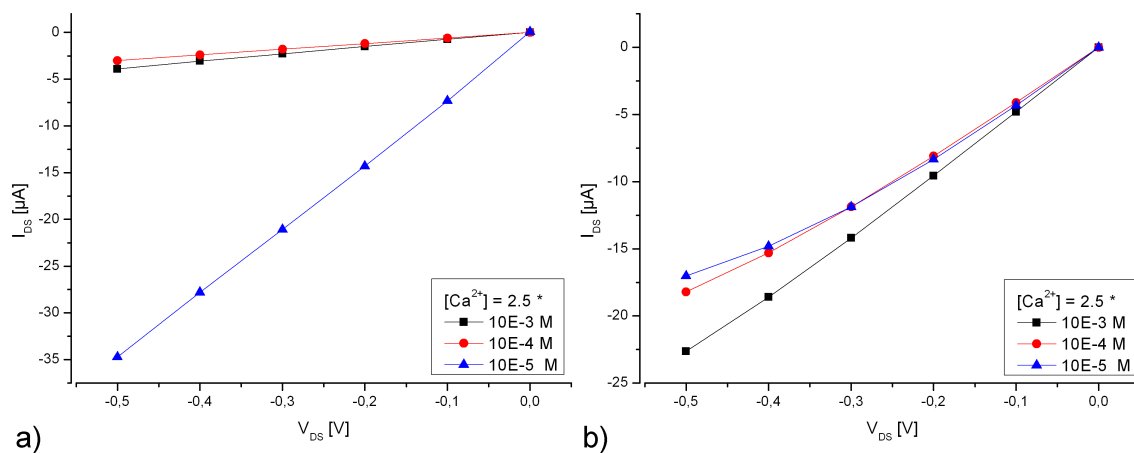 0
-5
-10
-15
-20
-25
-30
-35
I_DS [µA]
-0,5 -0,4 -0,3 -0,2 -0,1 0,0
V_DS [V]
[Ca²⁺] = 2.5 *
10E-3 M
10E-4 M
10E-5 M
a)
0
-5
-10
-15
-20
-25
I_DS [µA]
-0,5 -0,4 -0,3 -0,2 -0,1 0,0
V_DS [V]
[Ca²⁺] = 2.5 *
10E-3 M
10E-4 M
10E-5 M
b)